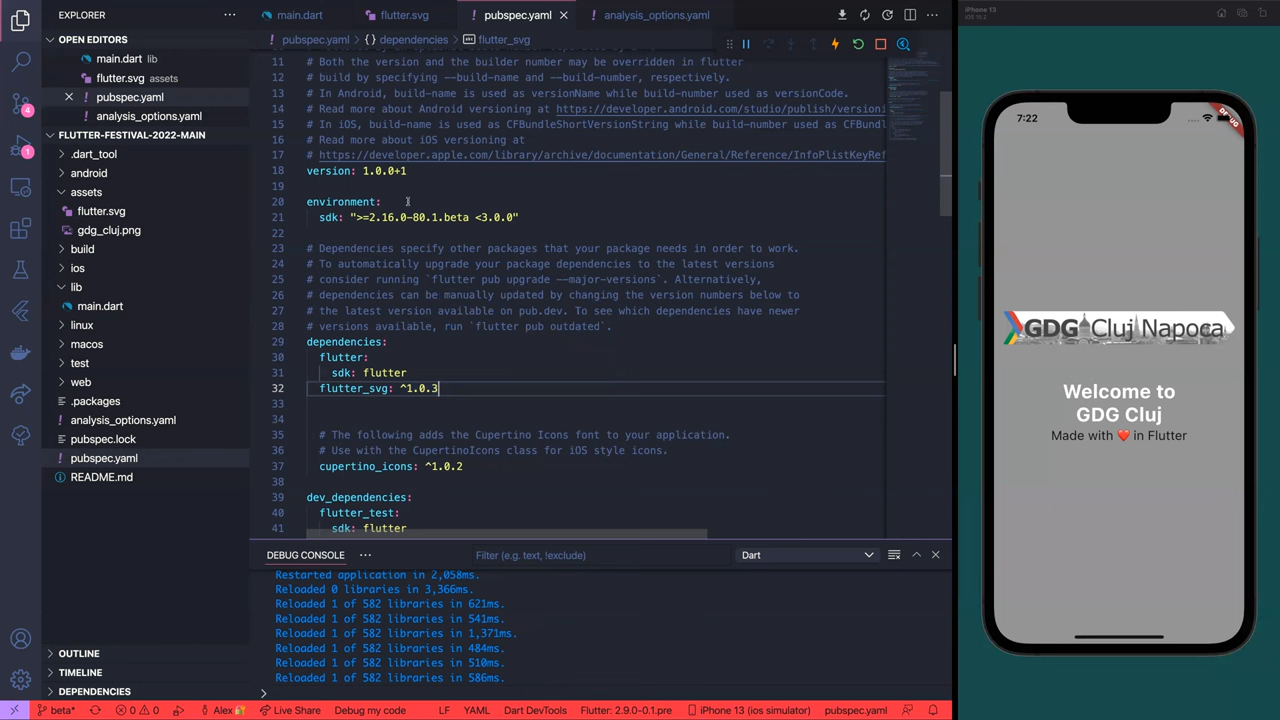 EXPLORER
main.dart
flutter.svg
pubspec.yaml
analysis_options.yaml
OPEN EDITORS
main.dart lib
flutter.svg assets
pubspec.yaml
analysis_options.yaml
FLUTTER-FESTIVAL-2022-MAIN
.dart_tool
android
assets
flutter.svg
gdg_cluj.png
build
ios
lib
main.dart
linux
macos
test
web
.packages
analysis_options.yaml
pubspec.lock
pubspec.yaml
README.md
OUTLINE
TIMELINE
DEPENDENCIES
4
1
pubspec.yaml > {} dependencies > flutter_svg
11 # Both the version and the builder number may be overridden in flutter
12 # build by specifying --build-name and --build-number, respectively.
13 # In Android, build-name is used as versionName while build-number used as versionCode.
14 # Read more about Android versioning at https://developer.android.com/studio/publish/versioni
15 # In iOS, build-name is used as CFBundleShortVersionString while build-number used as CFBund
16 # Read more about iOS versioning at
17 # https://developer.apple.com/library/archive/documentation/General/Reference/InfoPlistKeyRef
18 version: 1.0.0+1
19
20 environment:
21 sdk: ">=2.16.0-80.1.beta <3.0.0"
22
23 # Dependencies specify other packages that your package needs in order to work.
24 # To automatically upgrade your package dependencies to the latest versions
25 # consider running `flutter pub upgrade --major-versions`. Alternatively,
26 # dependencies can be manually updated by changing the version numbers below to
27 # the latest version available on pub.dev. To see which dependencies have newer
28 # versions available, run `flutter pub outdated`.
29 dependencies:
30 flutter:
31 sdk: flutter
32 flutter_svg: ^1.0.3
33
34
35 # The following adds the Cupertino Icons font to your application.
36 # Use with the CupertinoIcons class for iOS style icons.
37 cupertino_icons: ^1.0.2
38
39 dev_dependencies:
40 flutter_test:
41 sdk: flutter
DEBUG CONSOLE
Filter (e.g. text, !exclude)
Dart
Restarted application in 2,058ms.
Reloaded 0 libraries in 3,366ms.
Reloaded 1 of 582 libraries in 621ms.
Reloaded 1 of 582 libraries in 541ms.
Reloaded 1 of 582 libraries in 1,371ms.
Reloaded 1 of 582 libraries in 484ms.
Reloaded 1 of 582 libraries in 510ms.
Reloaded 1 of 582 libraries in 586ms.
beta* 0 0 Alex Live Share Debug my code LF YAML Dart DevTools Flutter: 2.9.0-0.1.pre iPhone 13 (ios simulator) pubspec.yaml
iPhone 13
iOS 15.2
7:22
DEBUG
GDG Cluj Napoca
Welcome to
GDG Cluj
Made with ❤️ in Flutter